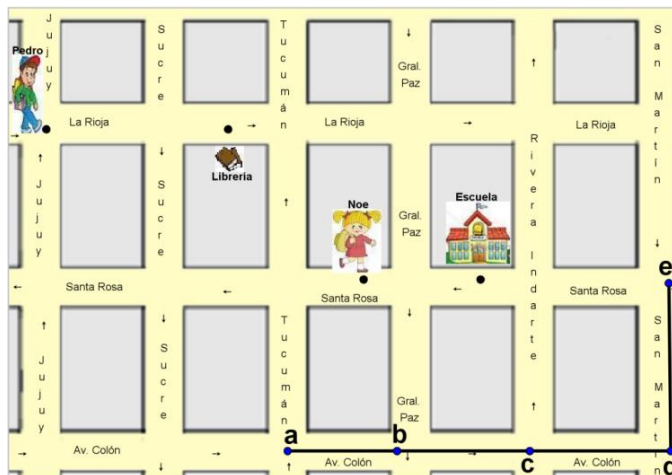 Jujuy
Sucre
Tucumán
Gral.
Paz
San Martín
Pedro
La Rioja
La Rioja
La Rioja
Jujuy
Sucre
Librería
Noe
Gral.
Paz
Escuela
Rivera Indarte
e
Santa Rosa
Santa Rosa
Santa Rosa
Jujuy
Sucre
Tucumán
Gral.
Paz
San Martín
a
b
c
d
Av. Colón
Av. Colón
Av. Colón